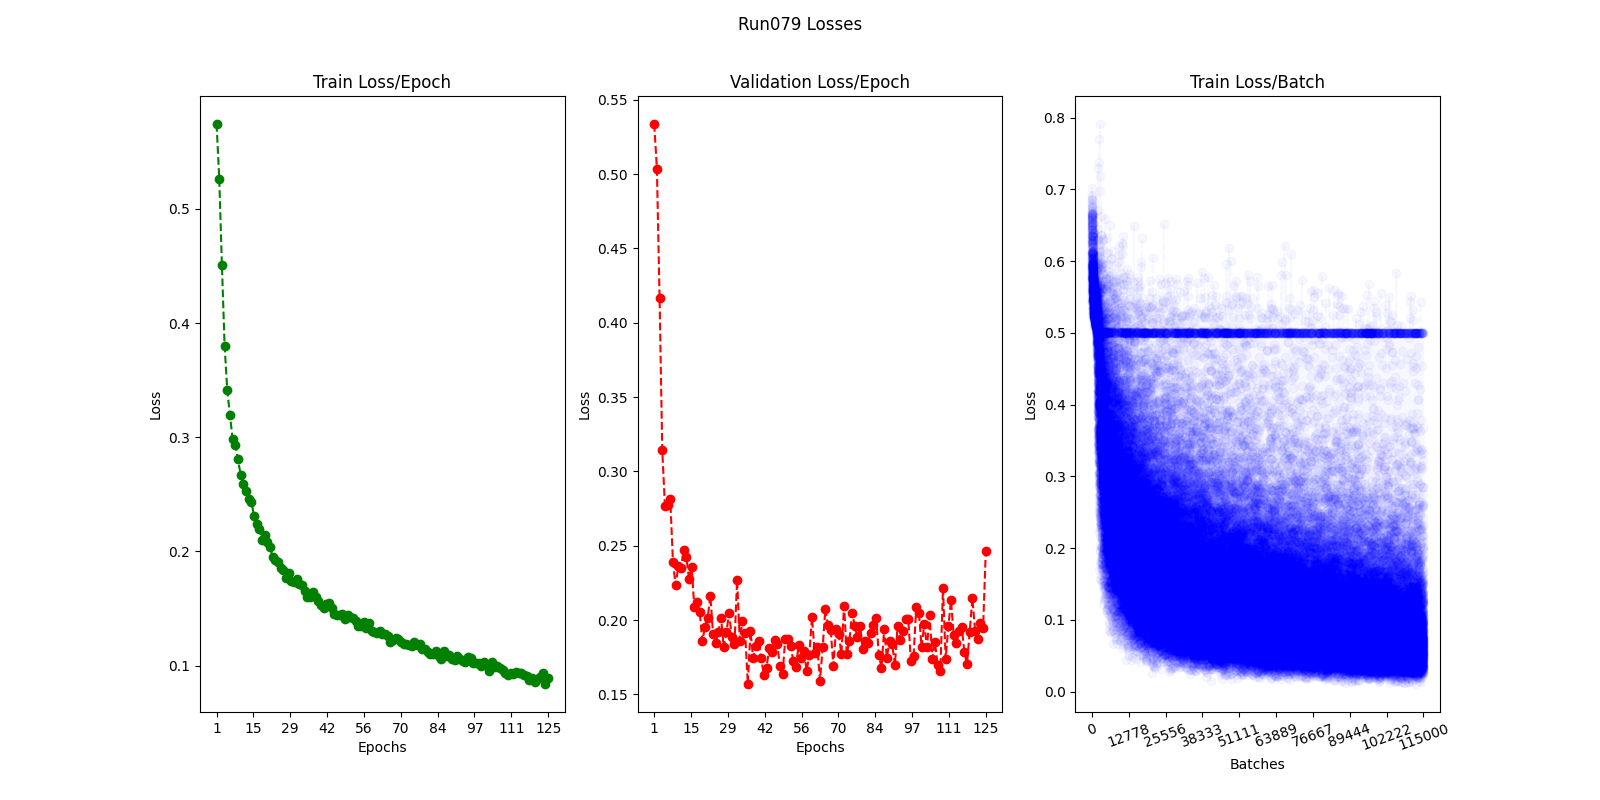 Run079 Losses
Train Loss/Epoch
Validation Loss/Epoch
Train Loss/Batch
Loss
0.5
0.4
0.3
0.2
0.1
1 15 29 42 56 70 84 97 111 125
Epochs
Loss
0.55
0.50
0.45
0.40
0.35
0.30
0.25
0.20
0.15
1 15 29 42 56 70 84 97 111 125
Epochs
Loss
0.8
0.7
0.6
0.5
0.4
0.3
0.2
0.1
0.0
0 12778 25556 38333 51111 63889 76667 89444 102222 115000
Batches